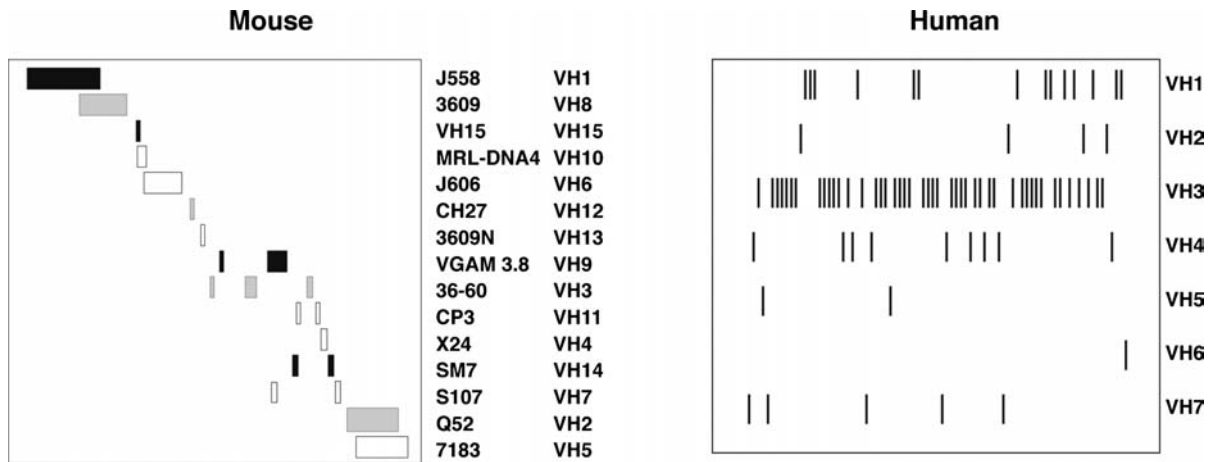 Mouse
J558 VH1
3609 VH8
VH15 VH15
MRL-DNA4 VH10
J606 VH6
CH27 VH12
3609N VH13
VGAM 3.8 VH9
36-60 VH3
CP3 VH11
X24 VH4
SM7 VH14
S107 VH7
Q52 VH2
7183 VH5
Human
VH1
VH2
VH3
VH4
VH5
VH6
VH7